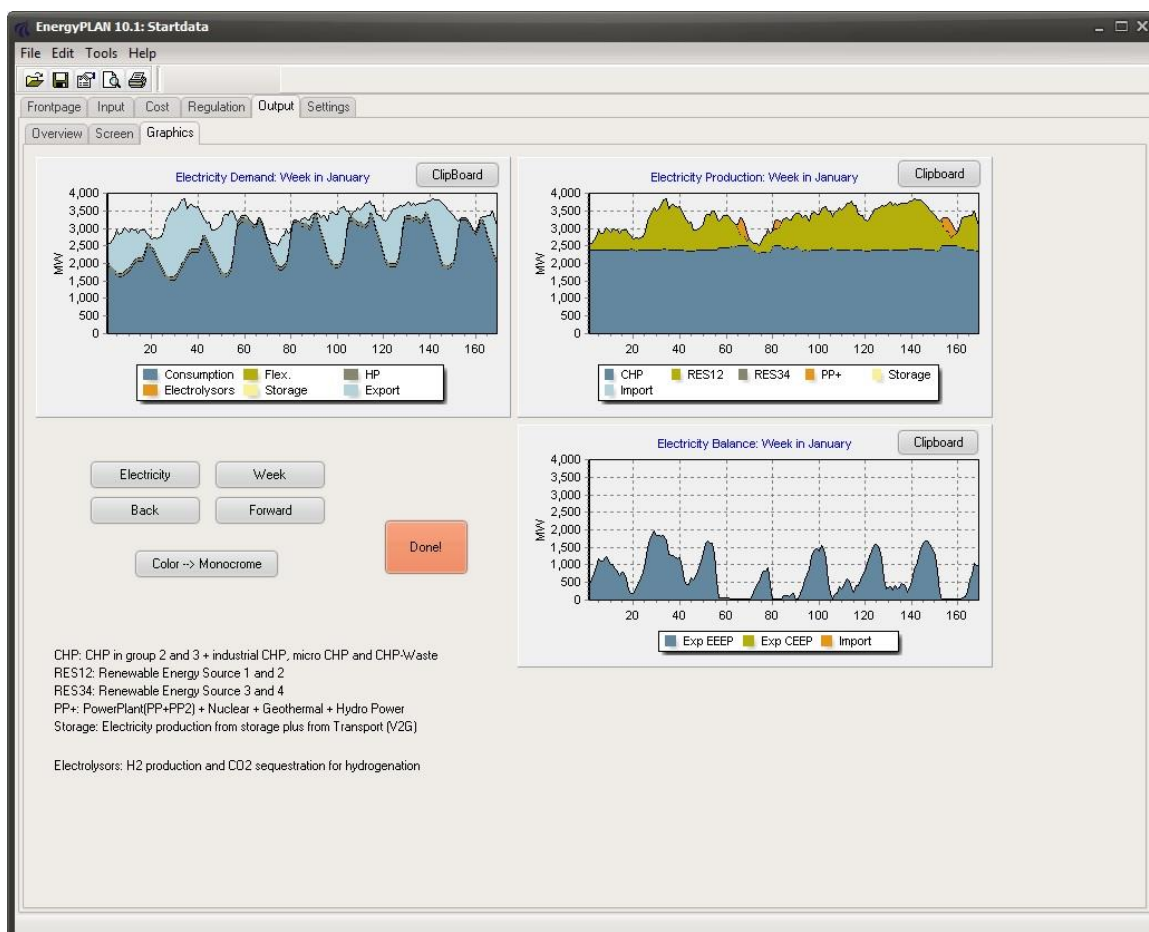 EnergyPLAN 10.1: Startdata
File Edit Tools Help
Frontpage Input Cost Regulation Output Settings
Overview Screen Graphics
Electricity Demand: Week in January
ClipBoard
4,000
3,500
3,000
2,500
2,000
1,500
1,000
500
0
MW
20 40 60 80 100 120 140 160
Consumption Flex. HP
Electrolysors Storage Export
Electricity Production: Week in January
Clipboard
4,000
3,500
3,000
2,500
2,000
1,500
1,000
500
0
MW
20 40 60 80 100 120 140 160
CHP RES12 RES34 PP+ Storage
Import
Electricity Week
Back Forward
Color --> Monocrome
Done!
Electricity Balance: Week in January
Clipboard
4,000
3,500
3,000
2,500
2,000
1,500
1,000
500
0
MW
20 40 60 80 100 120 140 160
Exp EEEP Exp CEEP Import
CHP: CHP in group 2 and 3 + industrial CHP, micro CHP and CHP-Waste
RES12: Renewable Energy Source 1 and 2
RES34: Renewable Energy Source 3 and 4
PP+: PowerPlant(PP+PP2) + Nuclear + Geothermal + Hydro Power
Storage: Electricity production from storage plus from Transport (V2G)
Electrolysors: H2 production and CO2 sequestration for hydrogenation